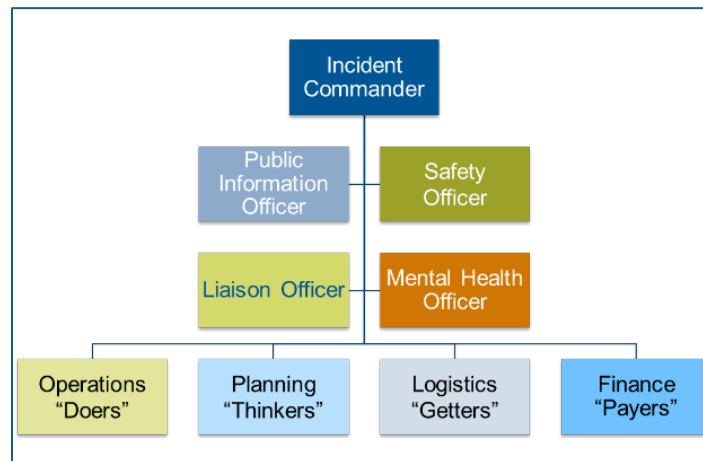 Incident
Commander
Public
Information
Officer
Safety
Officer
Liaison Officer
Mental Health
Officer
Operations
“Doers”
Planning
“Thinkers”
Logistics
“Getters”
Finance
“Payers”